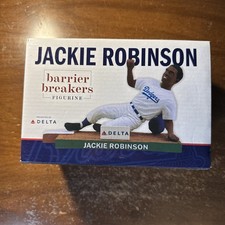 JACKIE ROBINSON
barrier
breakers
FIGURINE
Dodgers
DELTA
DELTA
JACKIE ROBINSON